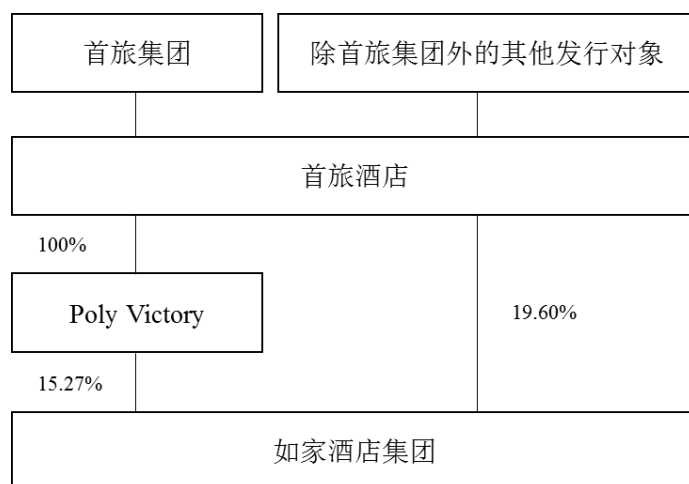 首旅集团
除首旅集团外的其他发行对象
首旅酒店
100%
Poly Victory
19.60%
15.27%
如家酒店集团